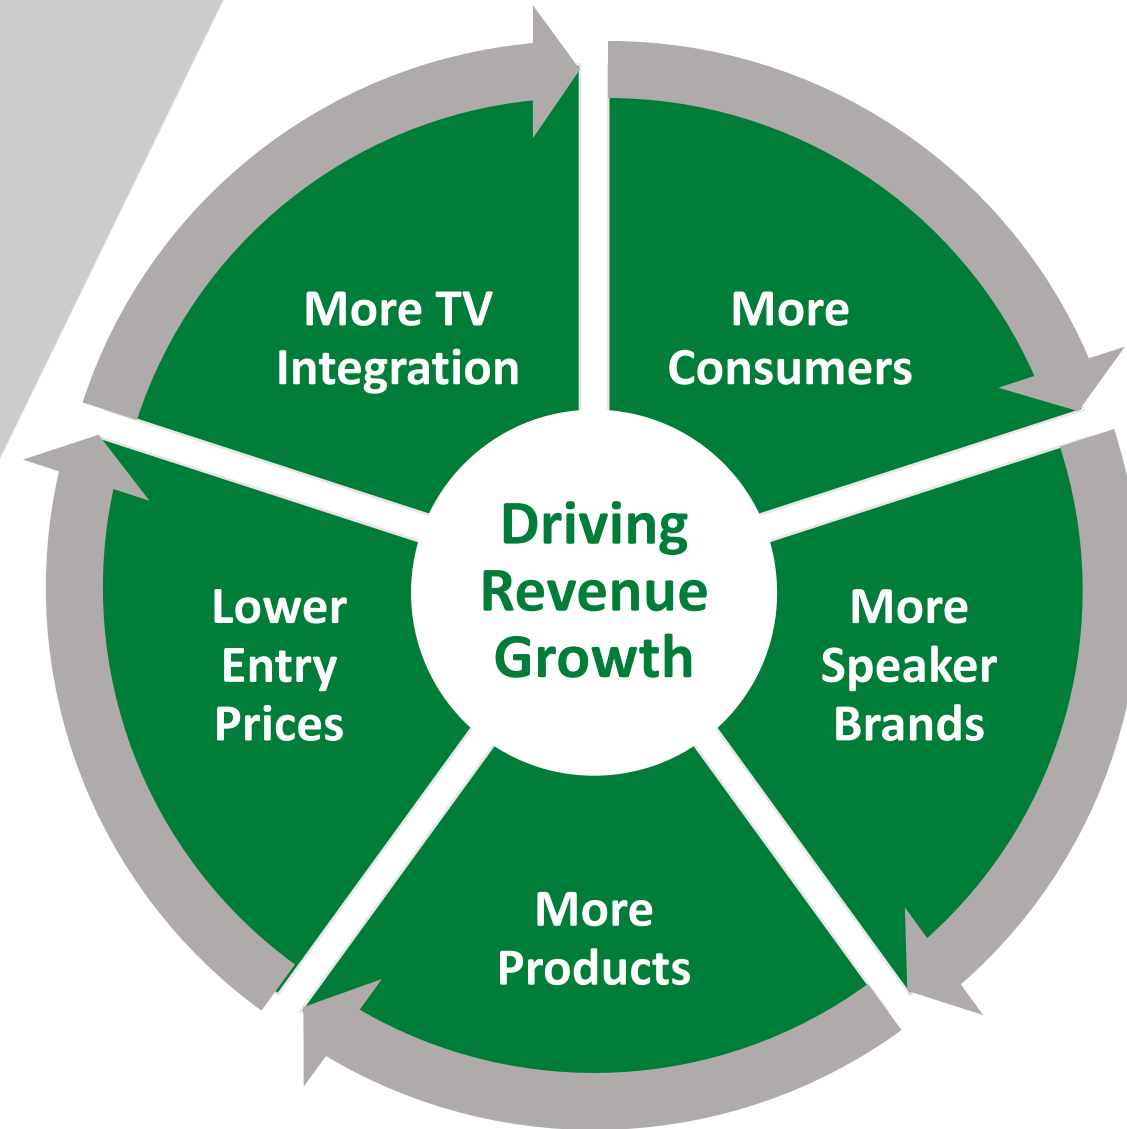 More TV
Integration
More
Consumers
Driving
Revenue
Growth
Lower
Entry
Prices
More
Speaker
Brands
More
Products